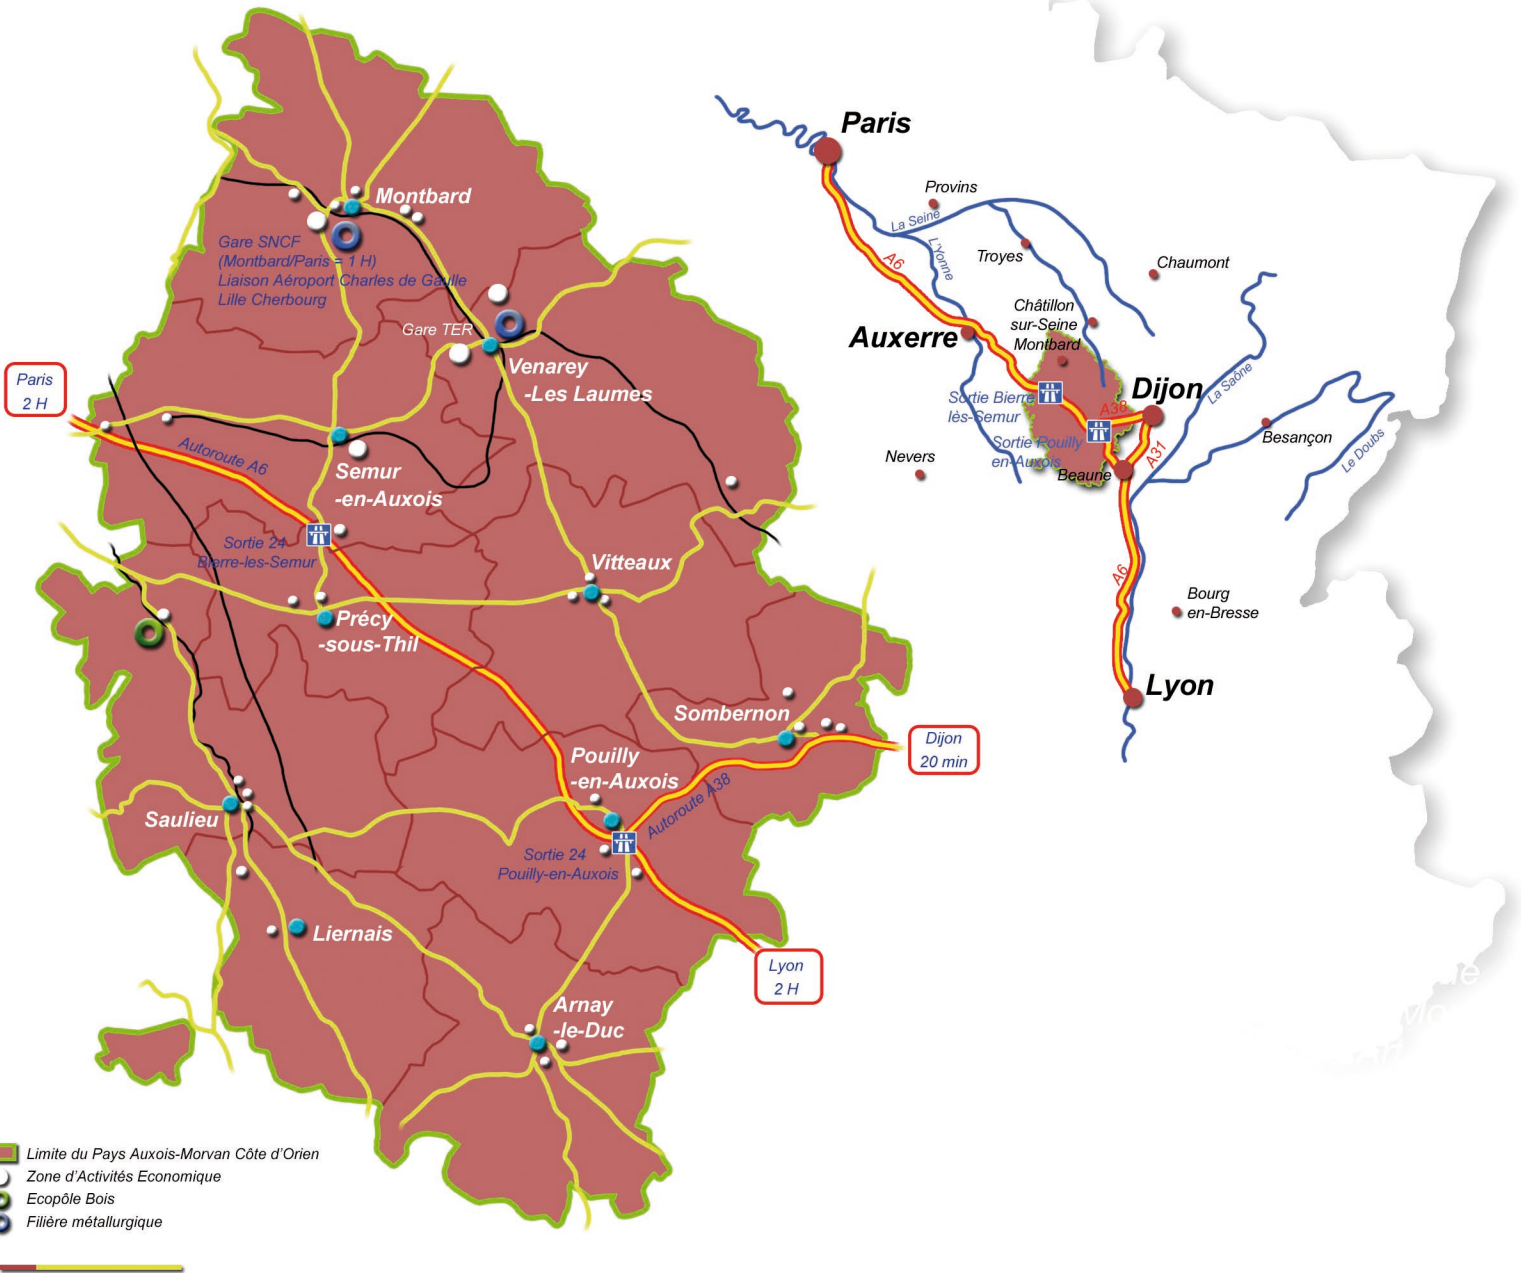 Montbard
Gare SNCF
(Montbard/Paris = 1 H)
Liaison Aéroport Charles de Gaulle
Lille Cherbourg
Gare TER
Venarey
-Les Laumes
Paris
2 H
Autoroute A6
Semur
-en-Auxois
Sortie 24
Bierre-les-Semur
Vitteaux
Précy
-sous-Thil
Sombernon
Dijon
20 min
Pouilly
-en-Auxois
Autoroute A38
Saulieu
Sortie 24
Pouilly-en-Auxois
Liernais
Lyon
2 H
Arnay
-le-Duc
Limite du Pays Auxois-Morvan Côte d'Orien
Zone d'Activités Economique
Ecopôle Bois
Filière métallurgique
Paris
Provins
La Seine
L'Yonne
Troyes
Chaumont
A6
Châtillon
sur-Seine
Montbard
Auxerre
Dijon
Sortie Bierre
lès-Semur
A38
La Saône
Sortie Pouilly
en-Auxois
A31
Besançon
Le Doubs
Nevers
Beaune
A6
Bourg
en-Bresse
Lyon